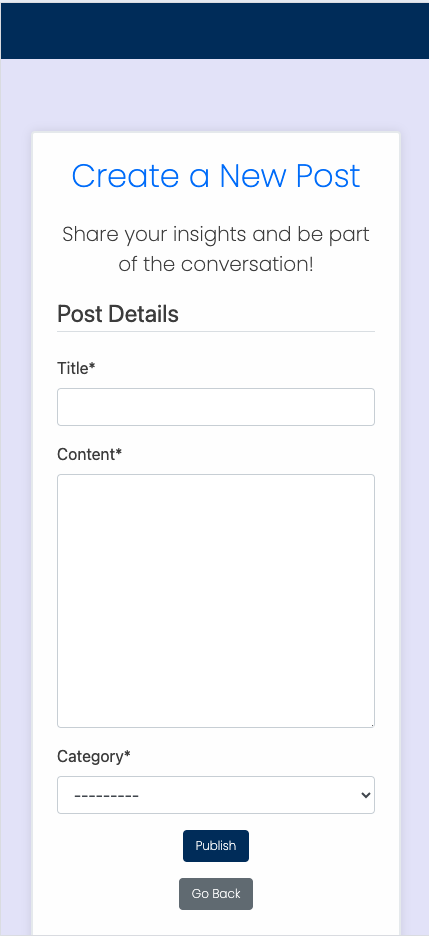 Create a New Post
Share your insights and be part
of the conversation!
Post Details
Title*
Content*
Category*
---------
Publish
Go Back